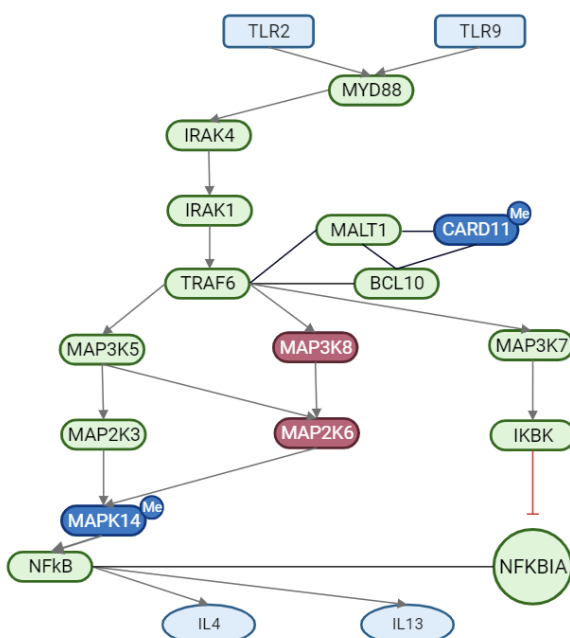 TLR2
TLR9
MYD88
IRAK4
IRAK1
MALT1
CARD11
Me
TRAF6
BCL10
MAP3K5
MAP3K8
MAP3K7
MAP2K3
MAP2K6
IKBK
MAPK14
Me
NFkB
NFKBIA
IL4
IL13